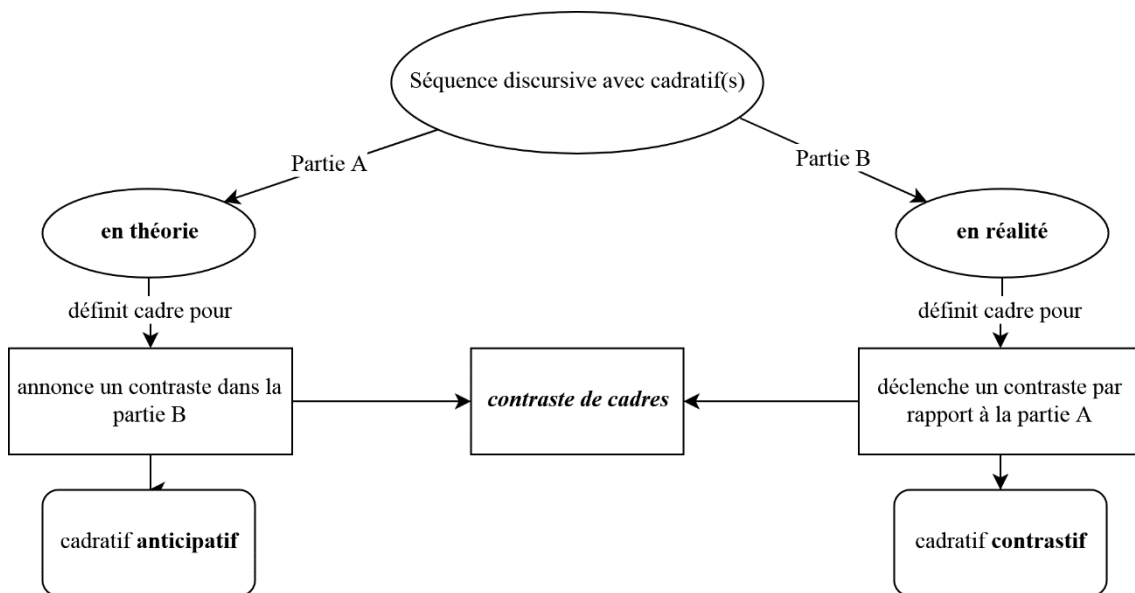 Séquence discursive avec cadratif(s)
Partie A
Partie B
en théorie
en réalité
définit cadre pour
définit cadre pour
annonce un contraste dans la
partie B
contraste de cadres
déclenche un contraste par
rapport à la partie A
cadratif anticipatif
cadratif contrastif